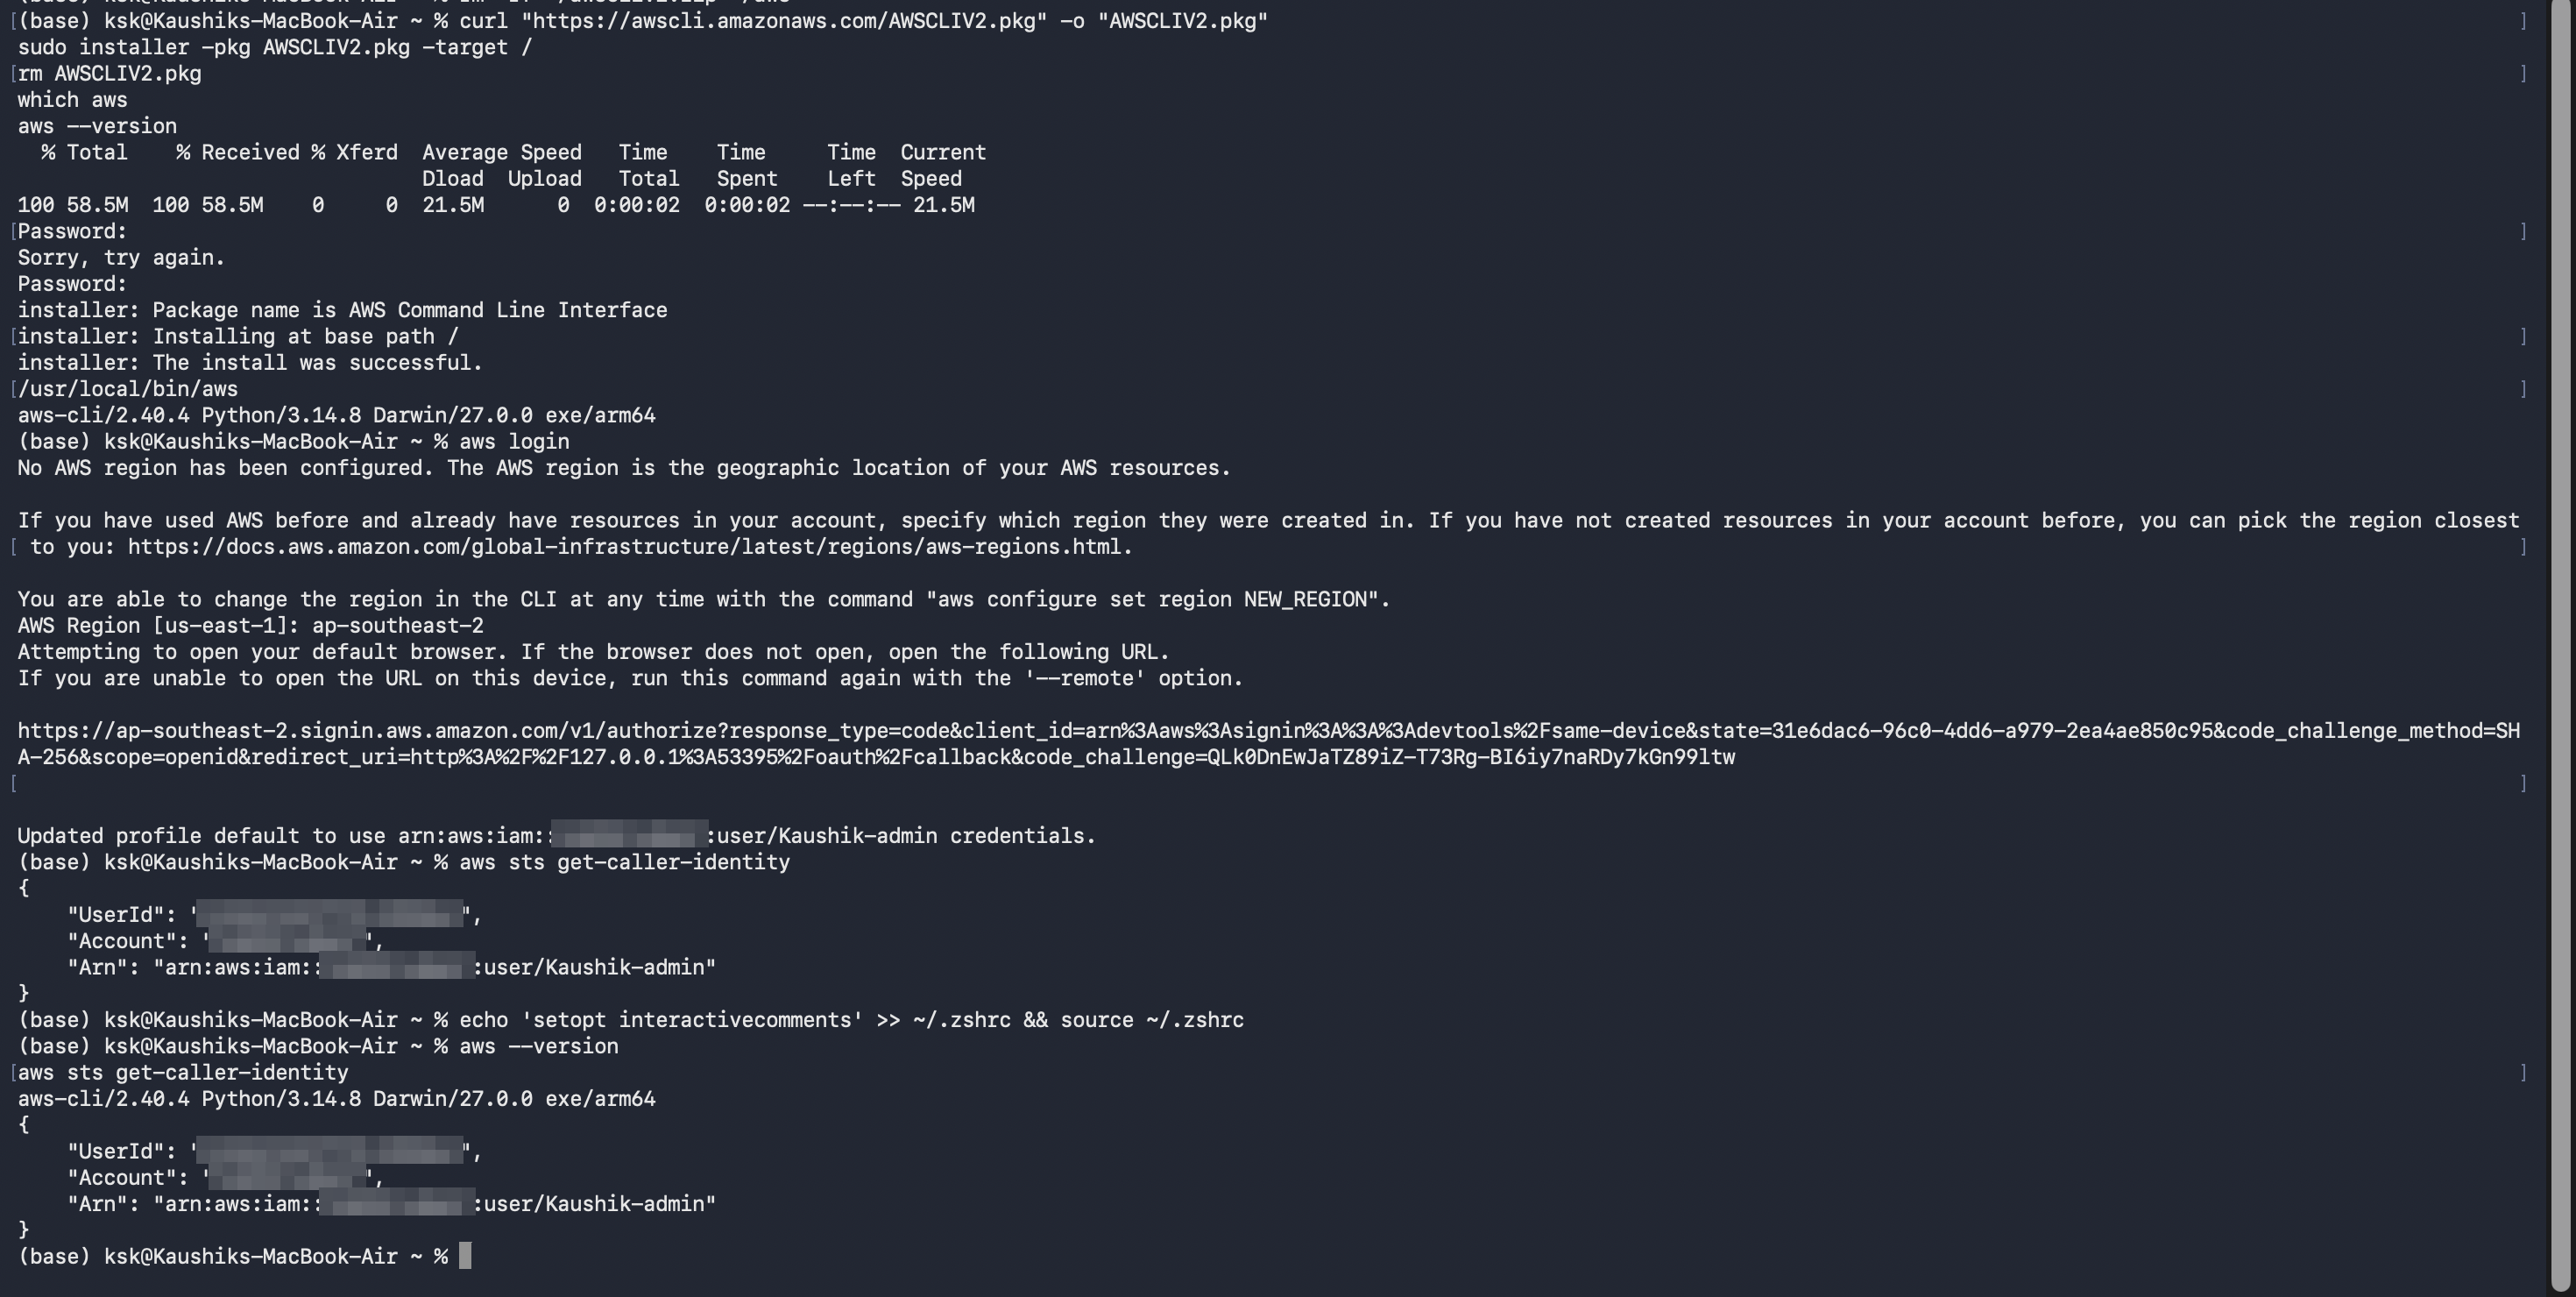 [(base) ksk@Kaushiks-MacBook-Air ~ % curl "https://awscli.amazonaws.com/AWSCLIV2.pkg" -o "AWSCLIV2.pkg" ]
sudo installer -pkg AWSCLIV2.pkg -target /
[rm AWSCLIV2.pkg ]
which aws
aws --version
  % Total    % Received % Xferd  Average Speed   Time    Time     Time  Current
                                 Dload  Upload   Total   Spent    Left  Speed
100 58.5M  100 58.5M    0     0  21.5M      0  0:00:02  0:00:02 --:--:-- 21.5M
[Password: ]
Sorry, try again.
Password:
installer: Package name is AWS Command Line Interface
[installer: Installing at base path / ]
installer: The install was successful.
[/usr/local/bin/aws ]
aws-cli/2.40.4 Python/3.14.8 Darwin/27.0.0 exe/arm64
(base) ksk@Kaushiks-MacBook-Air ~ % aws login
No AWS region has been configured. The AWS region is the geographic location of your AWS resources.
If you have used AWS before and already have resources in your account, specify which region they were created in. If you have not created resources in your account before, you can pick the region closest
[ to you: https://docs.aws.amazon.com/global-infrastructure/latest/regions/aws-regions.html. ]
You are able to change the region in the CLI at any time with the command "aws configure set region NEW_REGION".
AWS Region [us-east-1]: ap-southeast-2
Attempting to open your default browser. If the browser does not open, open the following URL.
If you are unable to open the URL on this device, run this command again with the '--remote' option.
https://ap-southeast-2.signin.aws.amazon.com/v1/authorize?response_type=code&client_id=arn%3Aaws%3Asignin%3A%3A%3Adevtools%2Fsame-device&state=31e6dac6-96c0-4dd6-a979-2ea4ae850c95&code_challenge_method=SH
A-256&scope=openid&redirect_uri=http%3A%2F%2F127.0.0.1%3A53395%2Foauth%2Fcallback&code_challenge=QLk0DnEwJaTZ89iZ-T73Rg-BI6iy7naRDy7kGn99ltw
[ ]
Updated profile default to use arn:aws:iam: :user/Kaushik-admin credentials.
(base) ksk@Kaushiks-MacBook-Air ~ % aws sts get-caller-identity
{
    "UserId": " ",
    "Account": " ",
    "Arn": "arn:aws:iam:: :user/Kaushik-admin"
}
(base) ksk@Kaushiks-MacBook-Air ~ % echo 'setopt interactivecomments' >> ~/.zshrc && source ~/.zshrc
(base) ksk@Kaushiks-MacBook-Air ~ % aws --version
[aws sts get-caller-identity ]
aws-cli/2.40.4 Python/3.14.8 Darwin/27.0.0 exe/arm64
{
    "UserId": " ",
    "Account": " ",
    "Arn": "arn:aws:iam:: :user/Kaushik-admin"
}
(base) ksk@Kaushiks-MacBook-Air ~ %